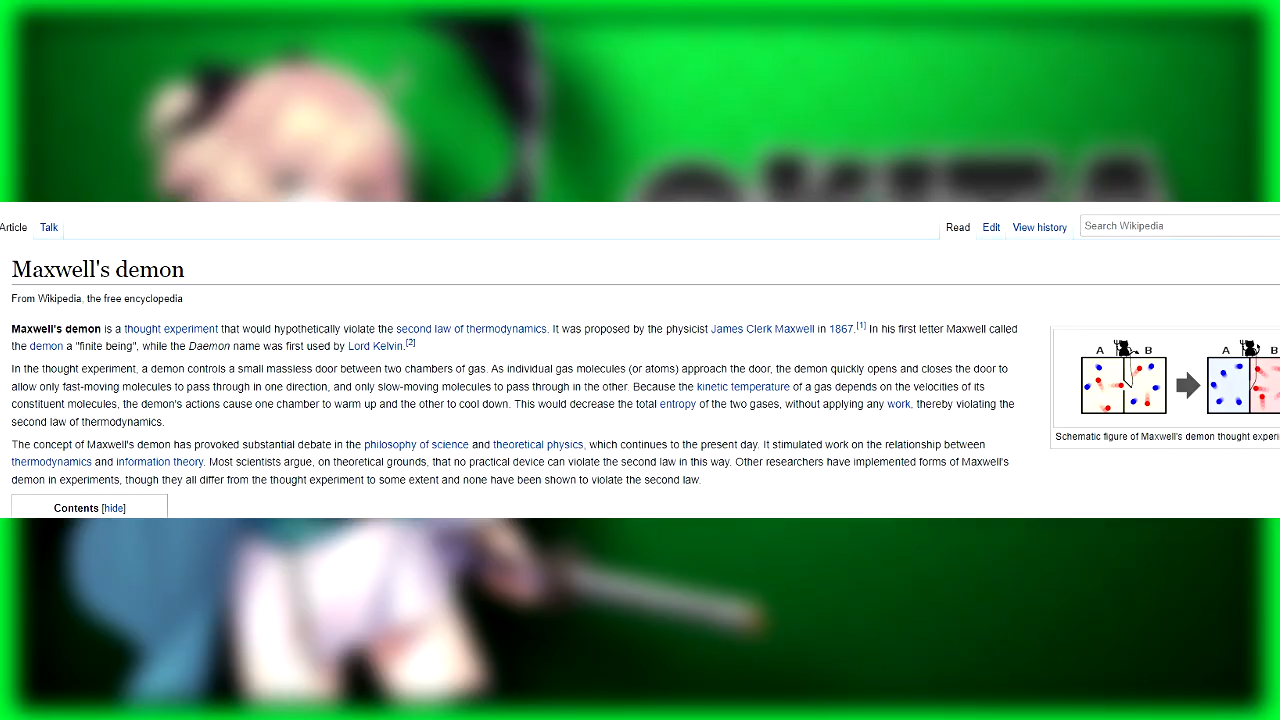 Article Talk Read Edit View history Search Wikipedia
Maxwell's demon
From Wikipedia, the free encyclopedia
Maxwell's demon is a thought experiment that would hypothetically violate the second law of thermodynamics. It was proposed by the physicist James Clerk Maxwell in 1867.[1] In his first letter Maxwell called
the demon a "finite being", while the Daemon name was first used by Lord Kelvin.[2]
In the thought experiment, a demon controls a small massless door between two chambers of gas. As individual gas molecules (or atoms) approach the door, the demon quickly opens and closes the door to
allow only fast-moving molecules to pass through in one direction, and only slow-moving molecules to pass through in the other. Because the kinetic temperature of a gas depends on the velocities of its
constituent molecules, the demon's actions cause one chamber to warm up and the other to cool down. This would decrease the total entropy of the two gases, without applying any work, thereby violating the
second law of thermodynamics.
The concept of Maxwell's demon has provoked substantial debate in the philosophy of science and theoretical physics, which continues to the present day. It stimulated work on the relationship between
thermodynamics and information theory. Most scientists argue, on theoretical grounds, that no practical device can violate the second law in this way. Other researchers have implemented forms of Maxwell's
demon in experiments, though they all differ from the thought experiment to some extent and none have been shown to violate the second law.
Contents [hide]
A B A B
Schematic figure of Maxwell's demon thought experi